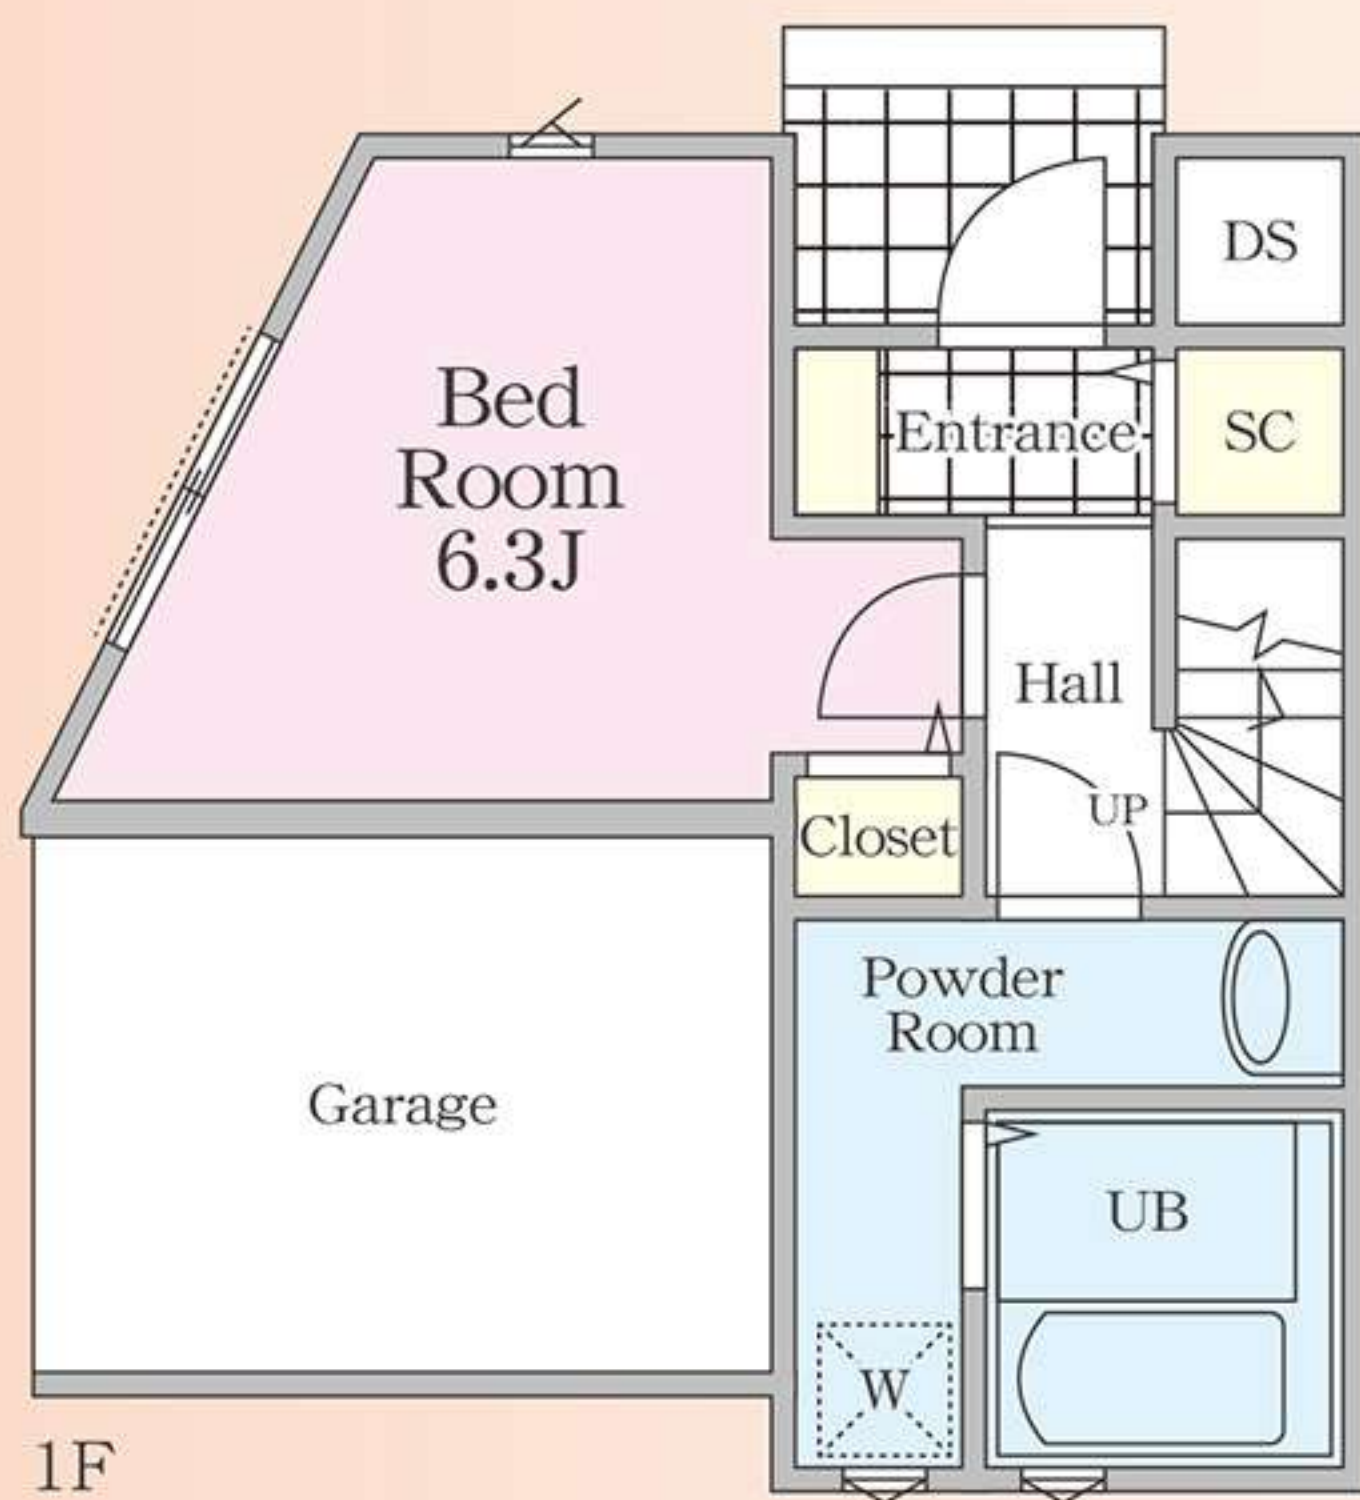 DS
Bed
Room
6.3J
Entrance
SC
Hall
UP
Closet
Powder
Room
Garage
UB
W
1F